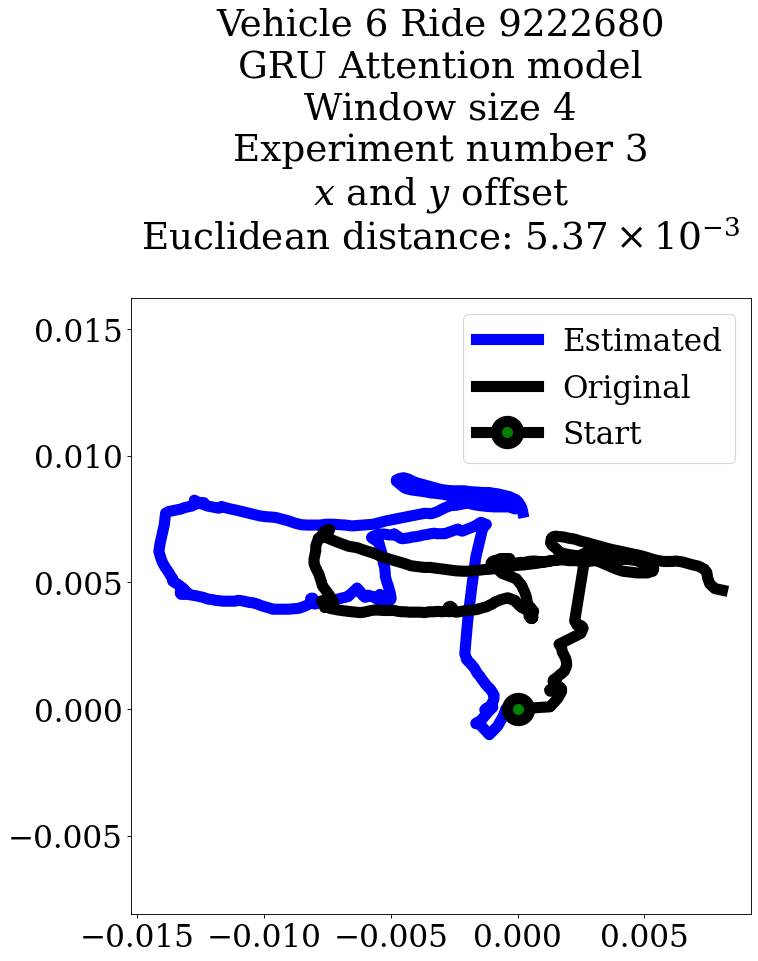 Vehicle 6 Ride 9222680
GRU Attention model
Window size 4
Experiment number 3
x and y offset
Euclidean distance: 5.37 × 10⁻³
Estimated
Original
Start
0.015
0.010
0.005
0.000
−0.005
−0.015 −0.010 −0.005 0.000 0.005